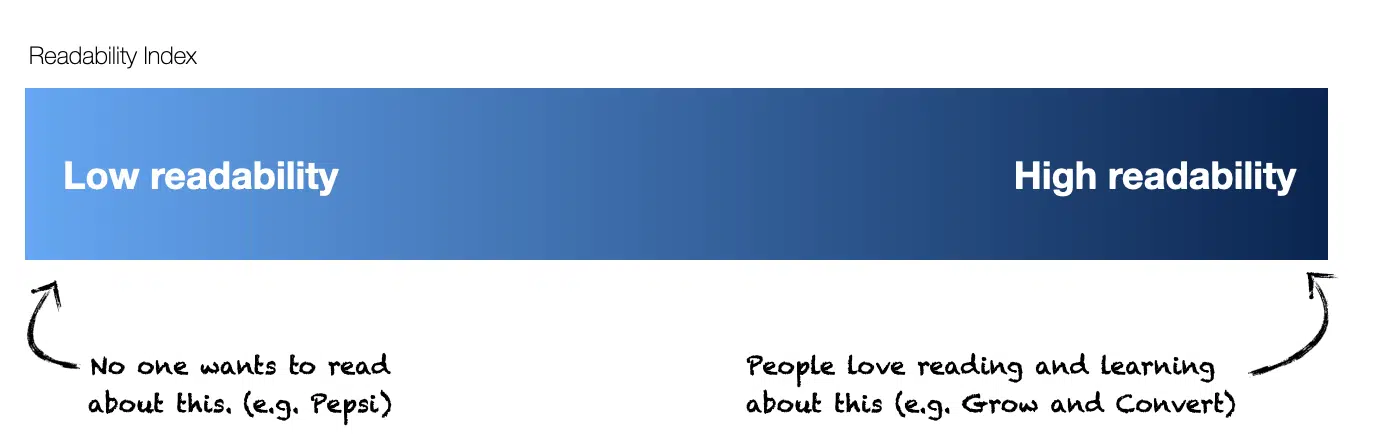 Readability Index
Low readability
High readability
No one wants to read
about this. (e.g. Pepsi)
People love reading and learning
about this (e.g. Grow and Convert)